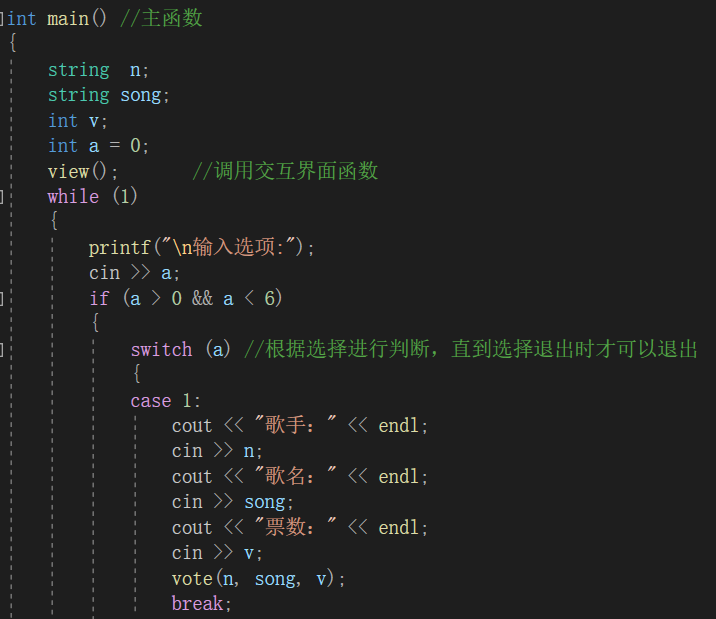 int main() //主函数
{
string  n;
string song;
int v;
int a = 0;
view();       //调用交互界面函数
while (1)
{
printf("\n输入选项:");
cin >> a;
if (a > 0 && a < 6)
{
switch (a) //根据选择进行判断，直到选择退出时才可以退出
{
case 1:
cout << "歌手：" << endl;
cin >> n;
cout << "歌名：" << endl;
cin >> song;
cout << "票数：" << endl;
cin >> v;
vote(n, song, v);
break;